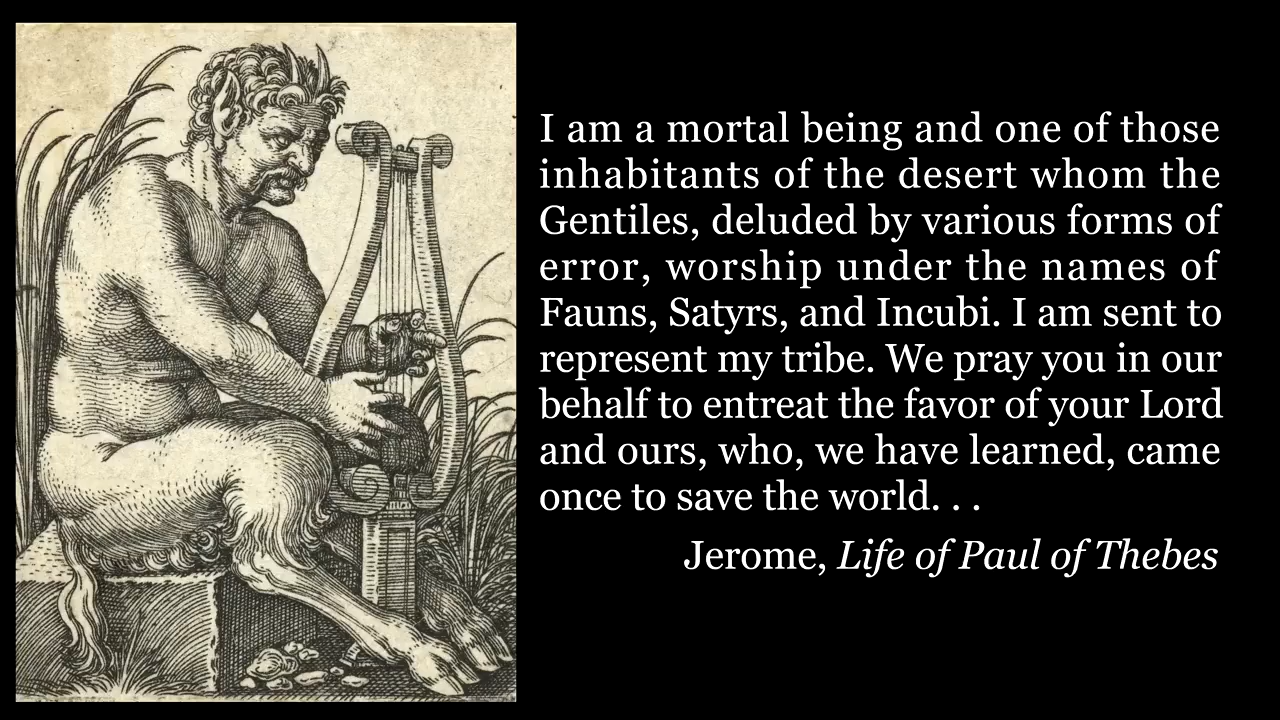 I am a mortal being and one of those
inhabitants of the desert whom the
Gentiles, deluded by various forms of
error, worship under the names of
Fauns, Satyrs, and Incubi. I am sent to
represent my tribe. We pray you in our
behalf to entreat the favor of your Lord
and ours, who, we have learned, came
once to save the world. . .
Jerome, Life of Paul of Thebes